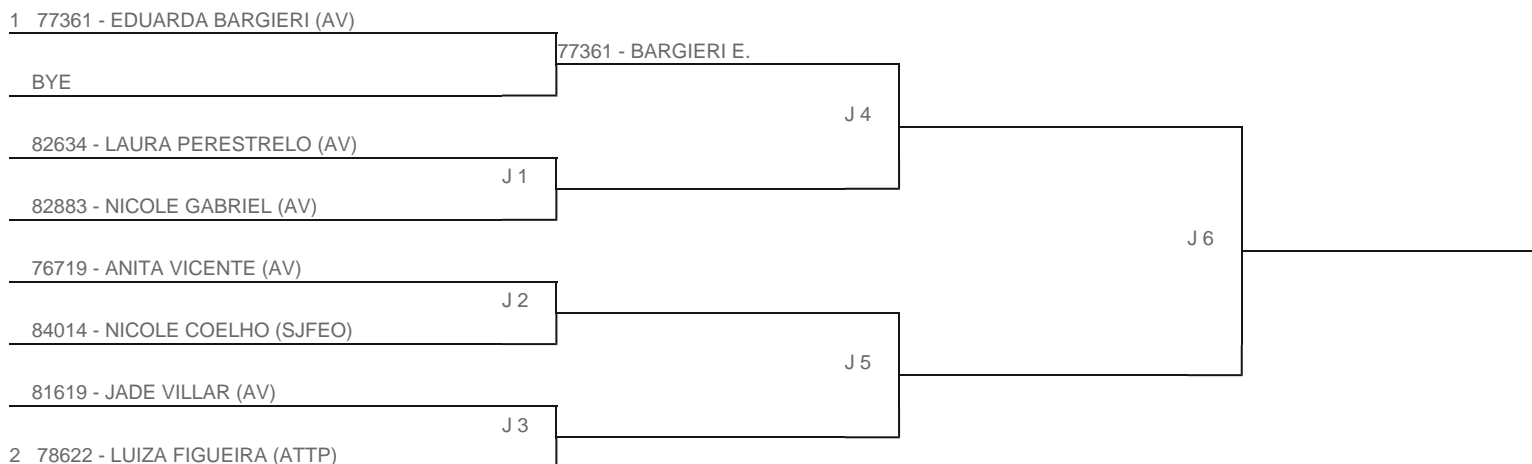 1 77361 - EDUARDA BARGIERI (AV)
77361 - BARGIERI E.
BYE
J 4
82634 - LAURA PERESTRELO (AV)
J 1
82883 - NICOLE GABRIEL (AV)
J 6
76719 - ANITA VICENTE (AV)
J 2
84014 - NICOLE COELHO (SJFEO)
J 5
81619 - JADE VILLAR (AV)
J 3
2 78622 - LUIZA FIGUEIRA (ATTP)